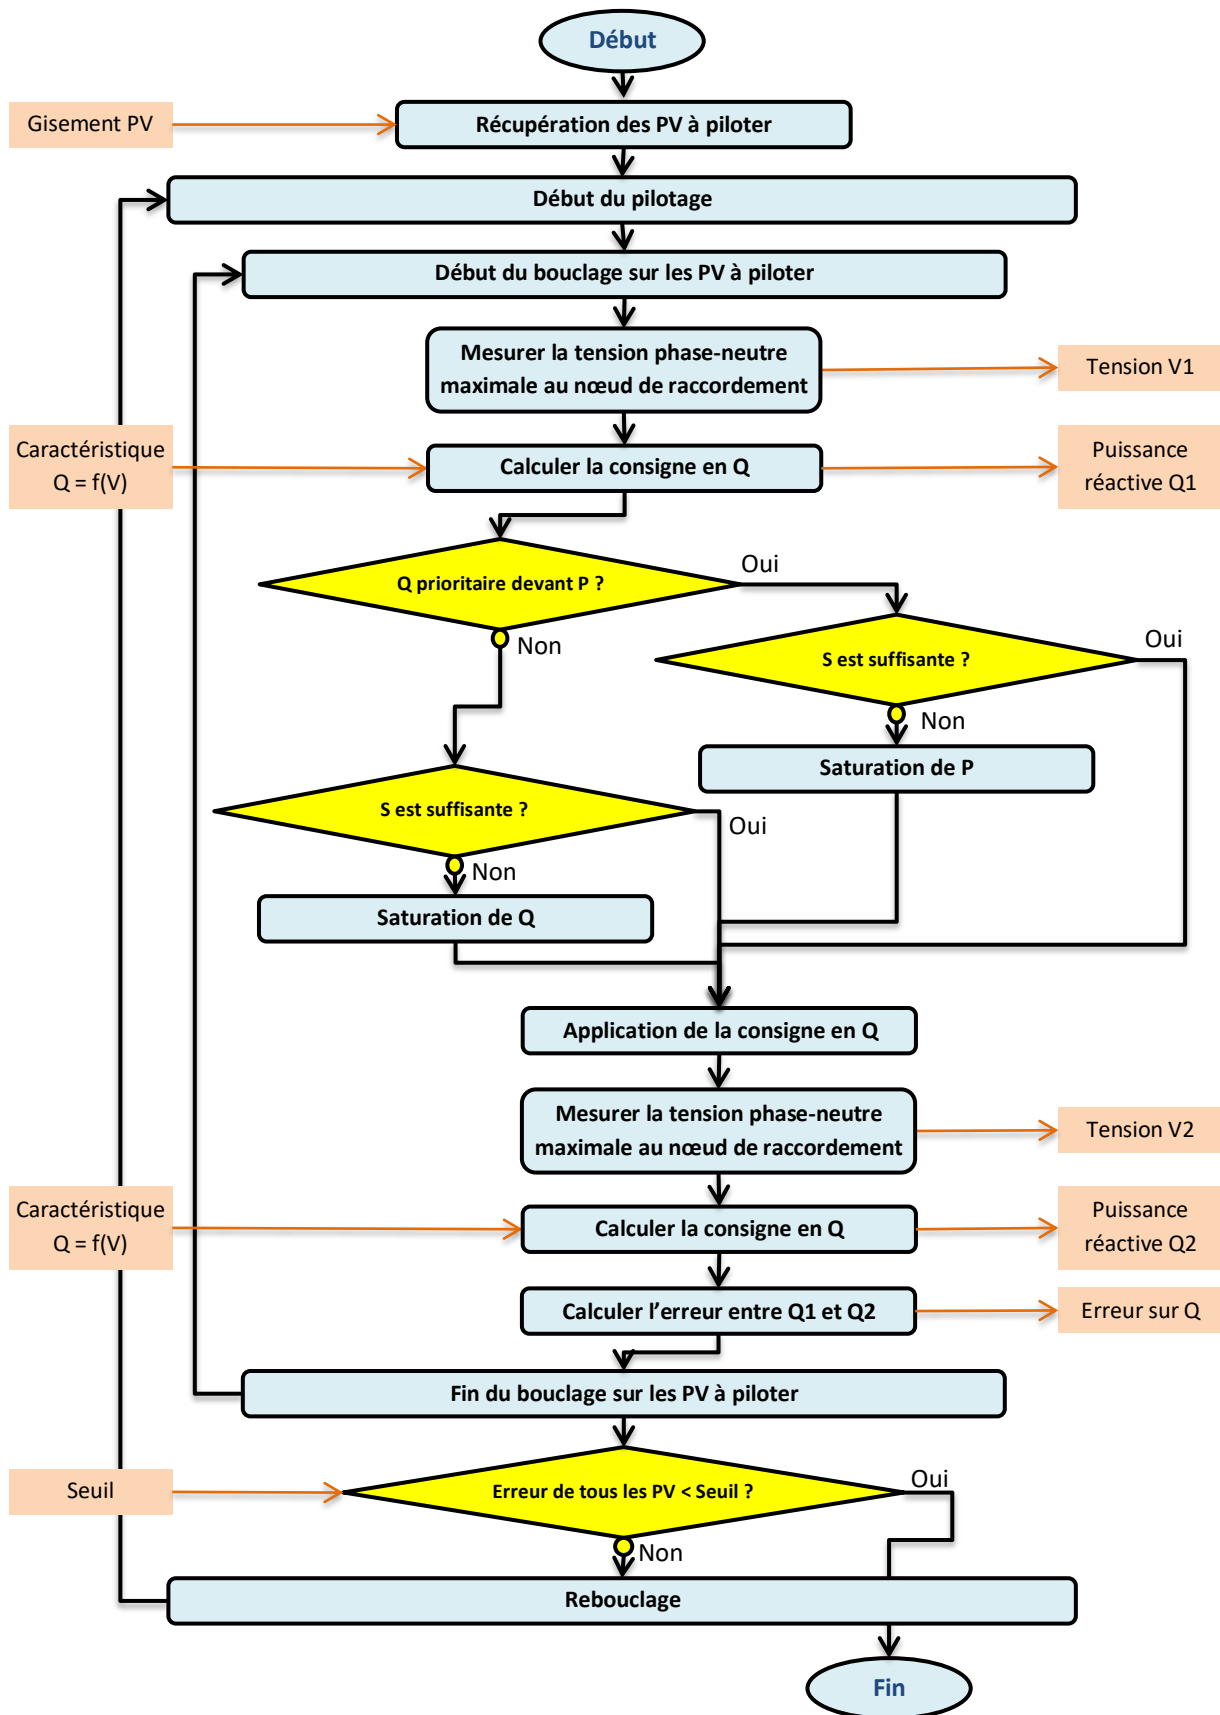 Début
Gisement PV
Récupération des PV à piloter
Début du pilotage
Début du bouclage sur les PV à piloter
Mesurer la tension phase-neutre
maximale au nœud de raccordement
Tension V1
Caractéristique
Q = f(V)
Calculer la consigne en Q
Puissance
réactive Q1
Q prioritaire devant P ?
Oui
Non
S est suffisante ?
Oui
Non
Saturation de P
S est suffisante ?
Oui
Non
Saturation de Q
Application de la consigne en Q
Mesurer la tension phase-neutre
maximale au nœud de raccordement
Tension V2
Caractéristique
Q = f(V)
Calculer la consigne en Q
Puissance
réactive Q2
Calculer l’erreur entre Q1 et Q2
Erreur sur Q
Fin du bouclage sur les PV à piloter
Seuil
Erreur de tous les PV < Seuil ?
Oui
Non
Rebouclage
Fin